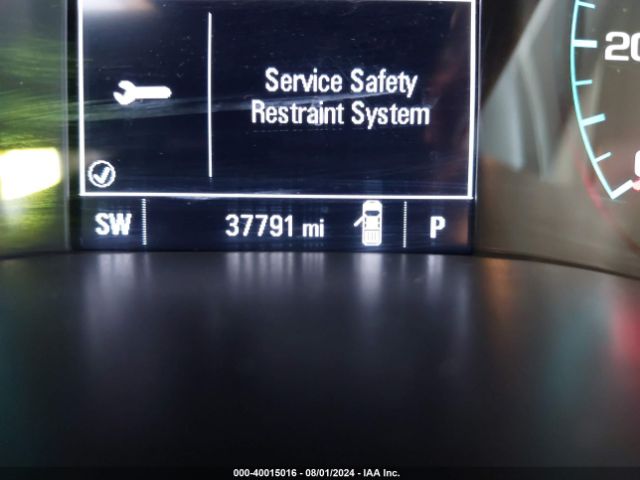 Service Safety
Restraint System
SW 37791 mi P
20
000-40015016 - 08/01/2024 - IAA Inc.